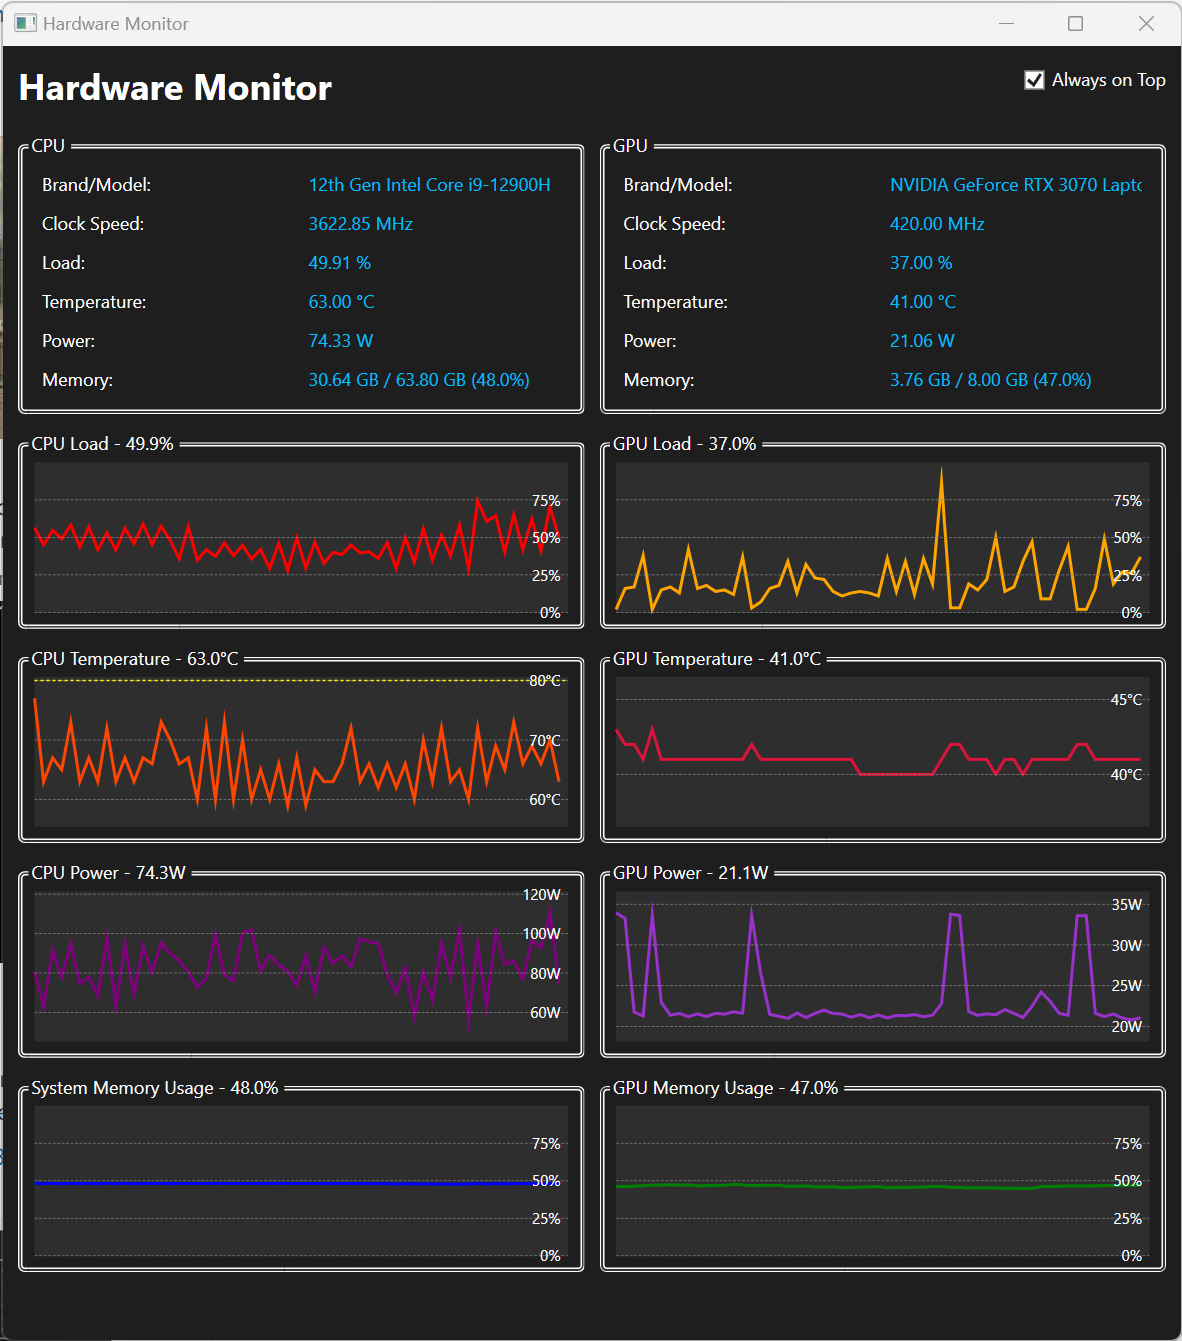 Hardware Monitor
Hardware Monitor
Always on Top
CPU
Brand/Model: 12th Gen Intel Core i9-12900H
Clock Speed: 3622.85 MHz
Load: 49.91 %
Temperature: 63.00 °C
Power: 74.33 W
Memory: 30.64 GB / 63.80 GB (48.0%)
GPU
Brand/Model: NVIDIA GeForce RTX 3070 Laptc
Clock Speed: 420.00 MHz
Load: 37.00 %
Temperature: 41.00 °C
Power: 21.06 W
Memory: 3.76 GB / 8.00 GB (47.0%)
CPU Load - 49.9%
75%
50%
25%
0%
GPU Load - 37.0%
75%
50%
25%
0%
CPU Temperature - 63.0°C
80°C
70°C
60°C
GPU Temperature - 41.0°C
45°C
40°C
CPU Power - 74.3W
120W
100W
80W
60W
GPU Power - 21.1W
35W
30W
25W
20W
System Memory Usage - 48.0%
75%
50%
25%
0%
GPU Memory Usage - 47.0%
75%
50%
25%
0%